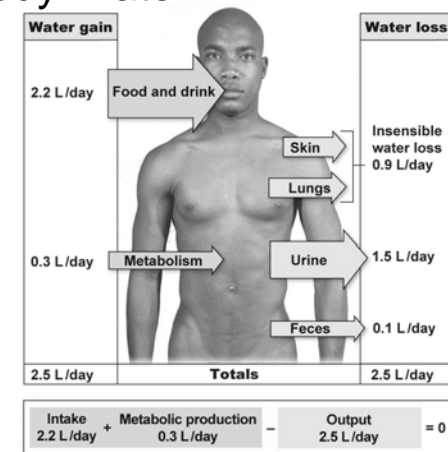 Water gain
Water loss
2.2 L/day
Food and drink
Skin
Insensible
water loss
0.9 L/day
Lungs
0.3 L/day
Metabolism
Urine
1.5 L/day
Feces
0.1 L/day
2.5 L/day
Totals
2.5 L/day
Intake
2.2 L/day
+
Metabolic production
0.3 L/day
–
Output
2.5 L/day
= 0